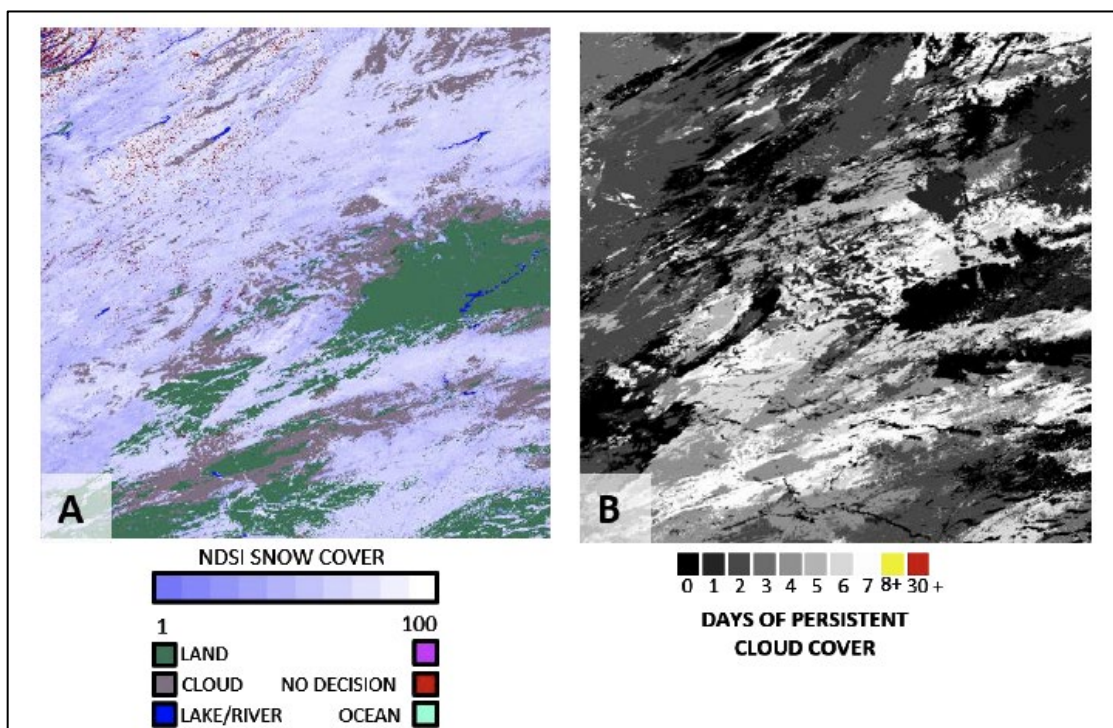 A
B
NDSI SNOW COVER
1 100
LAND
CLOUD NO DECISION
LAKE/RIVER OCEAN
0 1 2 3 4 5 6 7 8+ 30 +
DAYS OF PERSISTENT
CLOUD COVER